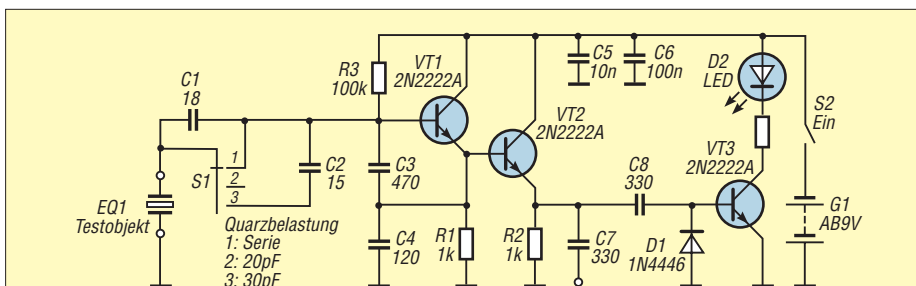 C1
18
EQ1
Testobjekt
S1
1
2
3
C2
15
Quarzbelastung
1: Serie
2: 20pF
3: 30pF
R3
100k
C3
470
C4
120
VT1
2N2222A
R1
1k
VT2
2N2222A
R2
1k
C5
10n
C6
100n
C7
330
C8
330
D1
1N4446
D2
LED
VT3
2N2222A
S2
Ein
G1
AB9V